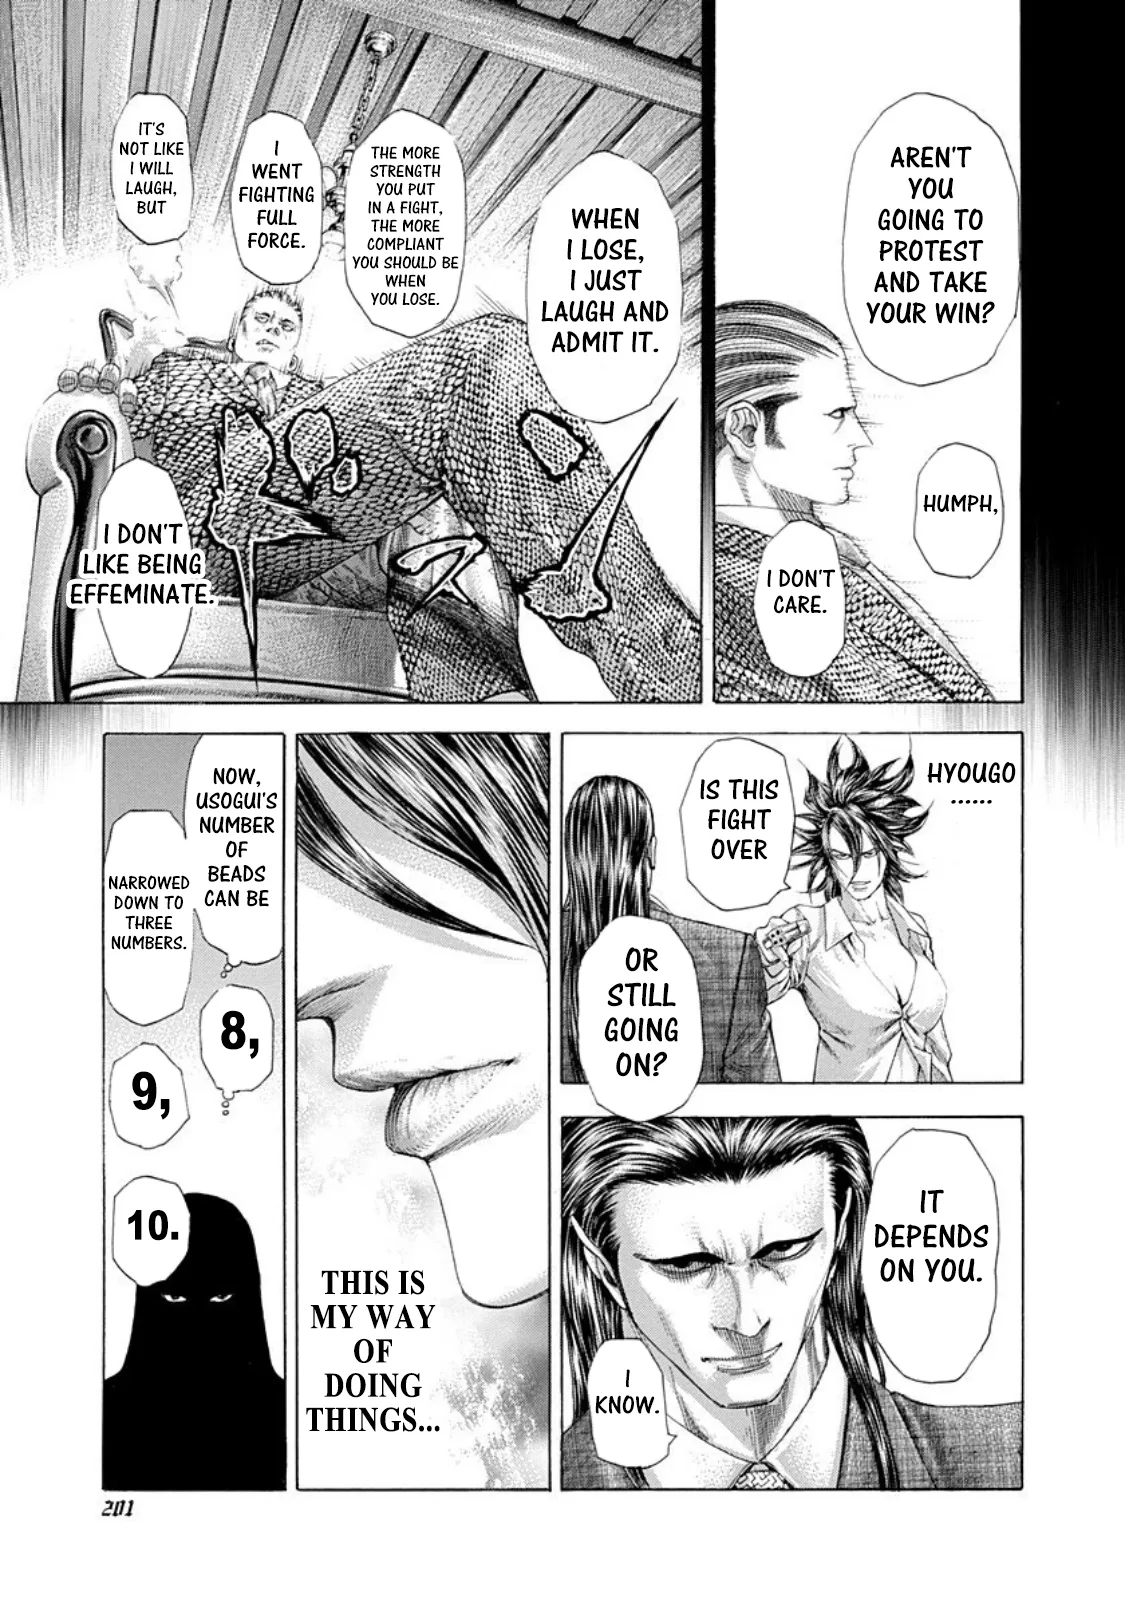 AREN'T
YOU
GOING TO
PROTEST
AND TAKE
YOUR WIN?
HUMPH,
I DON'T
CARE.
WHEN
I LOSE,
I JUST
LAUGH AND
ADMIT IT.
THE MORE
STRENGTH
YOU PUT
IN A FIGHT,
THE MORE
COMPLIANT
YOU SHOULD BE
WHEN
YOU LOSE.
I
WENT
FIGHTING
FULL
FORCE.
IT'S
NOT LIKE
I WILL
LAUGH,
BUT
I DON'T
LIKE BEING
EFFEMINATE.
HYOUGO
......
IS THIS
FIGHT
OVER
OR
STILL
GOING
ON?
IT
DEPENDS
ON YOU.
I
KNOW.
THIS IS
MY WAY
OF
DOING
THINGS...
NOW,
USOGUI'S
NUMBER
OF
BEADS
CAN BE
NARROWED
DOWN TO
THREE
NUMBERS.
8,
9,
10.
201